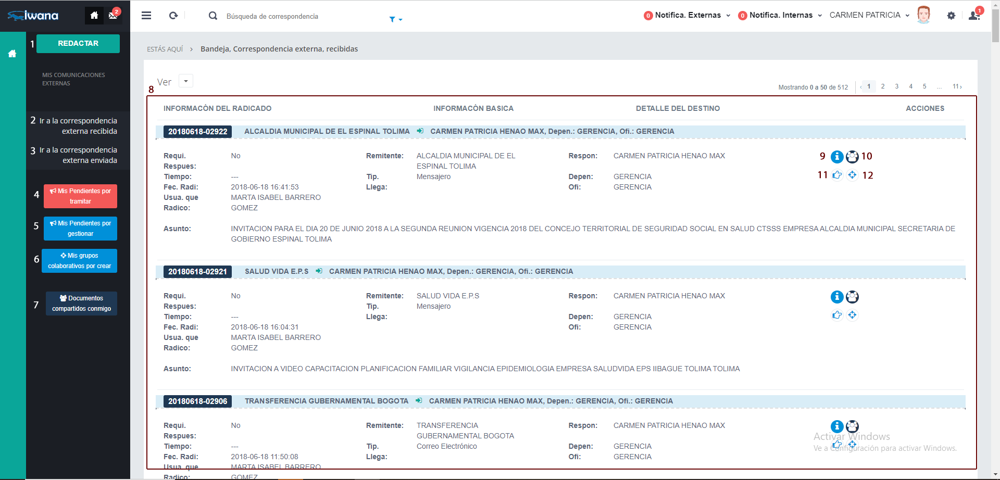 iwana
2
Búsqueda de correspondencia
0 Notifica. Externas
0 Notifica. Internas
CARMEN PATRICIA
1
1 REDACTAR
MIS COMUNICACIONES
EXTERNAS
2 Ir a la correspondencia
externa recibida
3 Ir a la correspondencia
externa enviada
4 Mis Pendientes por
tramitar
5 Mis Pendientes por
gestionar
6 Mis grupos
colaborativos por crear
7 Documentos
compartidos conmigo
ESTÁS AQUÍ > Bandeja, Correspondencia externa, recibidas
Ver
8
Mostrando 0 a 50 de 512 ‹ 1 2 3 4 5 ... 11 ›
INFORMACÓN DEL RADICADO INFORMACÓN BASICA DETALLE DEL DESTINO ACCIONES
20180618-02922 ALCALDIA MUNICIPAL DE EL ESPINAL TOLIMA CARMEN PATRICIA HENAO MAX, Depen.: GERENCIA, Ofi.: GERENCIA
Requi. No Remitente: ALCALDIA MUNICIPAL DE EL Respon: CARMEN PATRICIA HENAO MAX 9 10
Respues: ESPINAL TOLIMA
Tiempo: --- Tip. Mensajero Depen: GERENCIA 11 12
Fec. Radi: 2018-06-18 16:41:53 Llega: Ofi: GERENCIA
Usua. que MARTA ISABEL BARRERO
Radico: GOMEZ
Asunto: INVITACION PARA EL DIA 20 DE JUNIO 2018 A LA SEGUNDA REUNION VIGENCIA 2018 DEL CONCEJO TERRITORIAL DE SEGURIDAD SOCIAL EN SALUD CTSSS EMPRESA ALCALDIA MUNICIPAL SECRETARIA DE
GOBIERNO ESPINAL TOLIMA
20180618-02921 SALUD VIDA E.P.S CARMEN PATRICIA HENAO MAX, Depen.: GERENCIA, Ofi.: GERENCIA
Requi. No Remitente: SALUD VIDA E.P.S Respon: CARMEN PATRICIA HENAO MAX
Respues: Tip. Mensajero
Tiempo: --- Llega: Depen: GERENCIA
Fec. Radi: 2018-06-18 16:04:31 Ofi: GERENCIA
Usua. que MARTA ISABEL BARRERO
Radico: GOMEZ
Asunto: INVITACION A VIDEO CAPACITACION PLANIFICACION FAMILIAR VIGILANCIA EPIDEMIOLOGIA EMPRESA SALUDVIDA EPS IIBAGUE TOLIMA TOLIMA
20180618-02906 TRANSFERENCIA GUBERNAMENTAL BOGOTA CARMEN PATRICIA HENAO MAX, Depen.: GERENCIA, Ofi.: GERENCIA
Requi. No Remitente: TRANSFERENCIA Respon: CARMEN PATRICIA HENAO MAX
Respues: GUBERNAMENTAL BOGOTA
Tiempo: --- Tip. Correo Electrónico Depen: GERENCIA
Fec. Radi: 2018-06-18 11:50:08 Llega: Ofi: GERENCIA
Usua. que MARTA ISABEL BARRERO
Radico: GOMEZ
Activar Windows
Ve a Configuración para activar Windows.